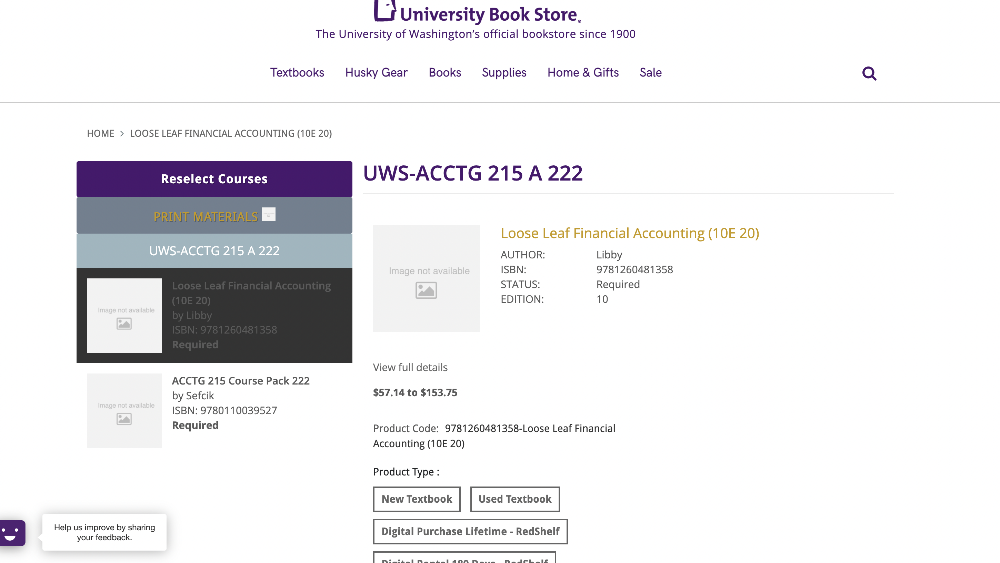 University Book Store®
The University of Washington's official bookstore since 1900
Textbooks Husky Gear Books Supplies Home & Gifts Sale
HOME > LOOSE LEAF FINANCIAL ACCOUNTING (10E 20)
Reselect Courses
PRINT MATERIALS
UWS-ACCTG 215 A 222
Image not available
Loose Leaf Financial Accounting
(10E 20)
by Libby
ISBN: 9781260481358
Required
Image not available
ACCTG 215 Course Pack 222
by Sefcik
ISBN: 9780110039527
Required
UWS-ACCTG 215 A 222
Image not available
Loose Leaf Financial Accounting (10E 20)
AUTHOR: Libby
ISBN: 9781260481358
STATUS: Required
EDITION: 10
View full details
$57.14 to $153.75
Product Code: 9781260481358-Loose Leaf Financial
Accounting (10E 20)
Product Type :
New Textbook Used Textbook
Digital Purchase Lifetime - RedShelf
Digital Rental 180 Days - RedShelf
Help us improve by sharing
your feedback.